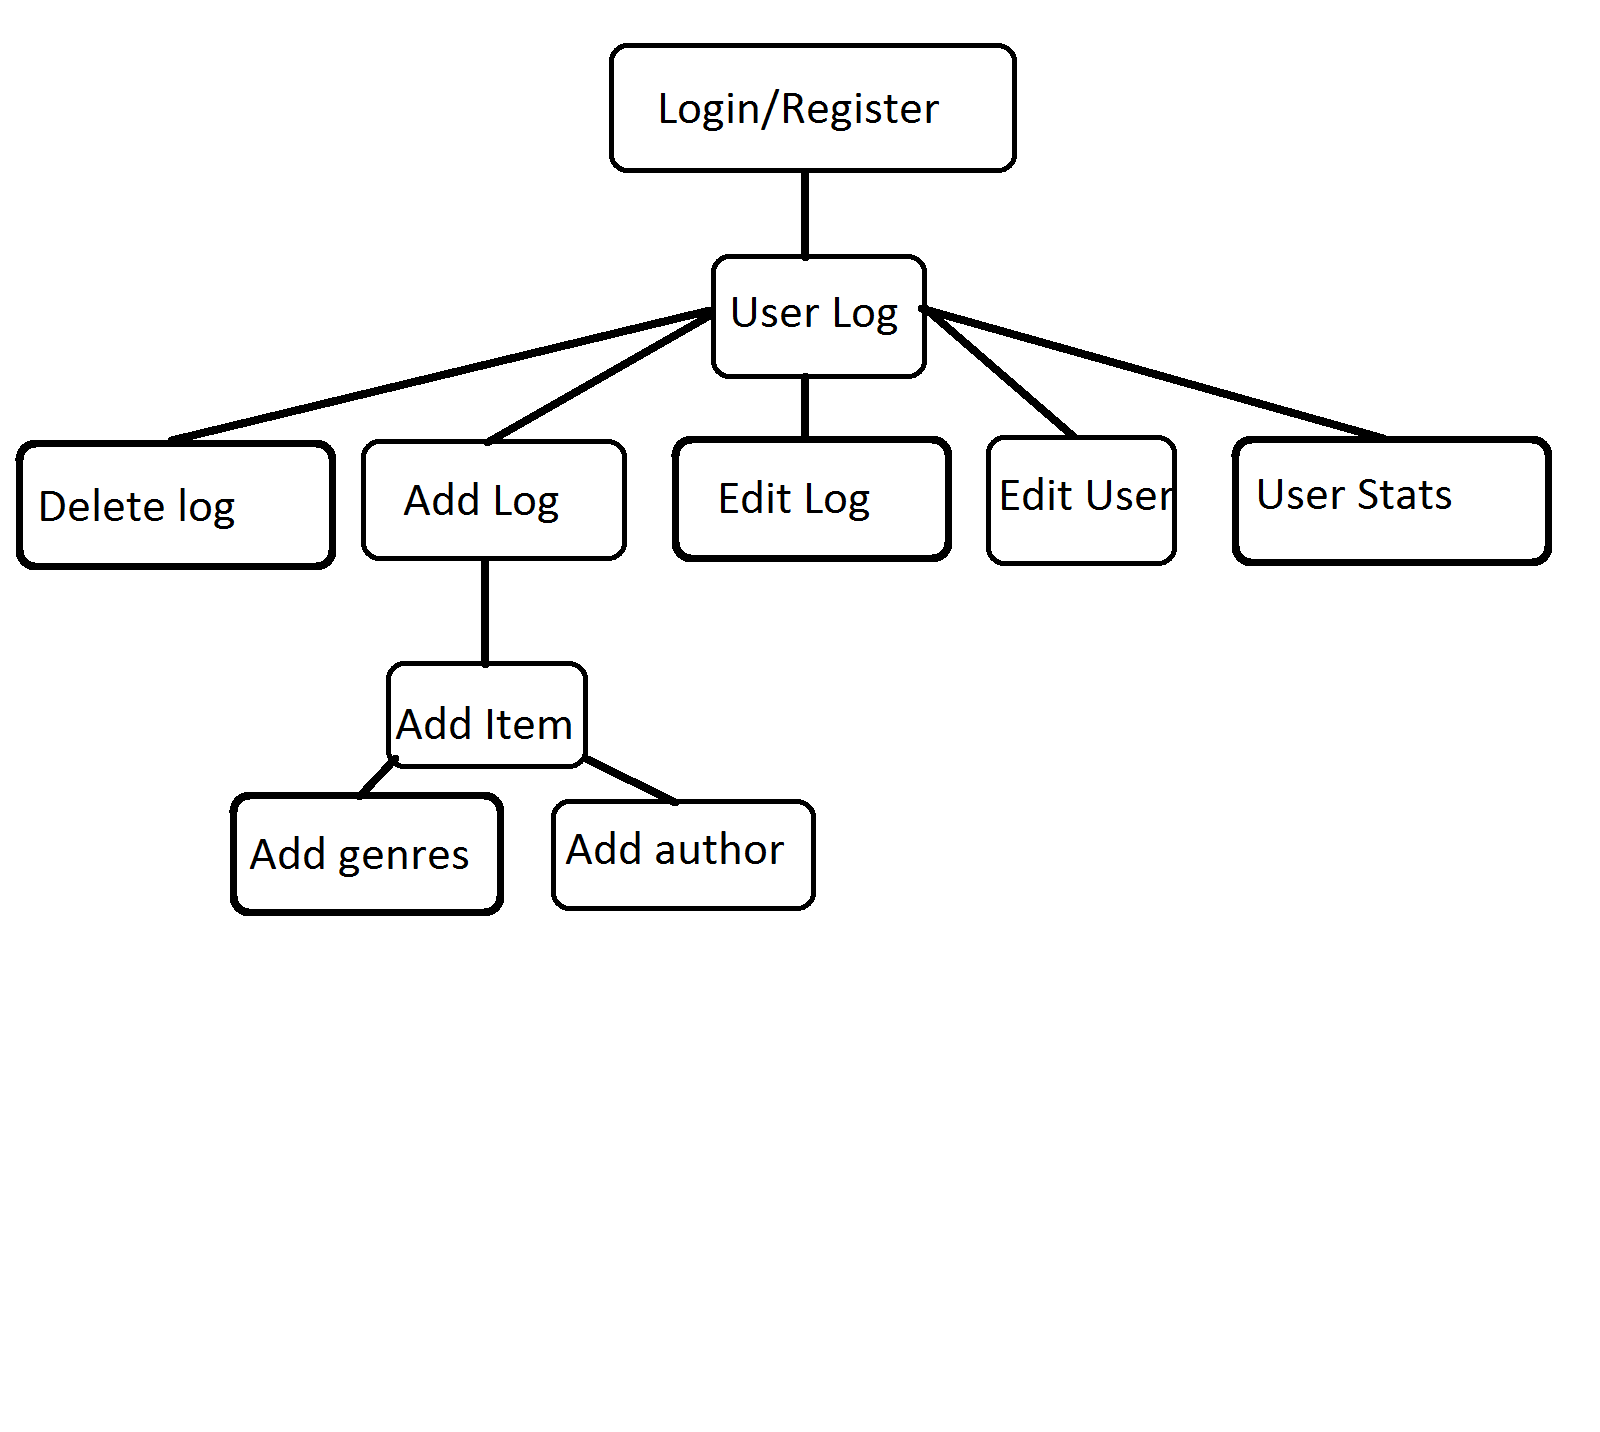 Login/Register
User Log
Delete log
Add Log
Edit Log
Edit User
User Stats
Add Item
Add genres
Add author